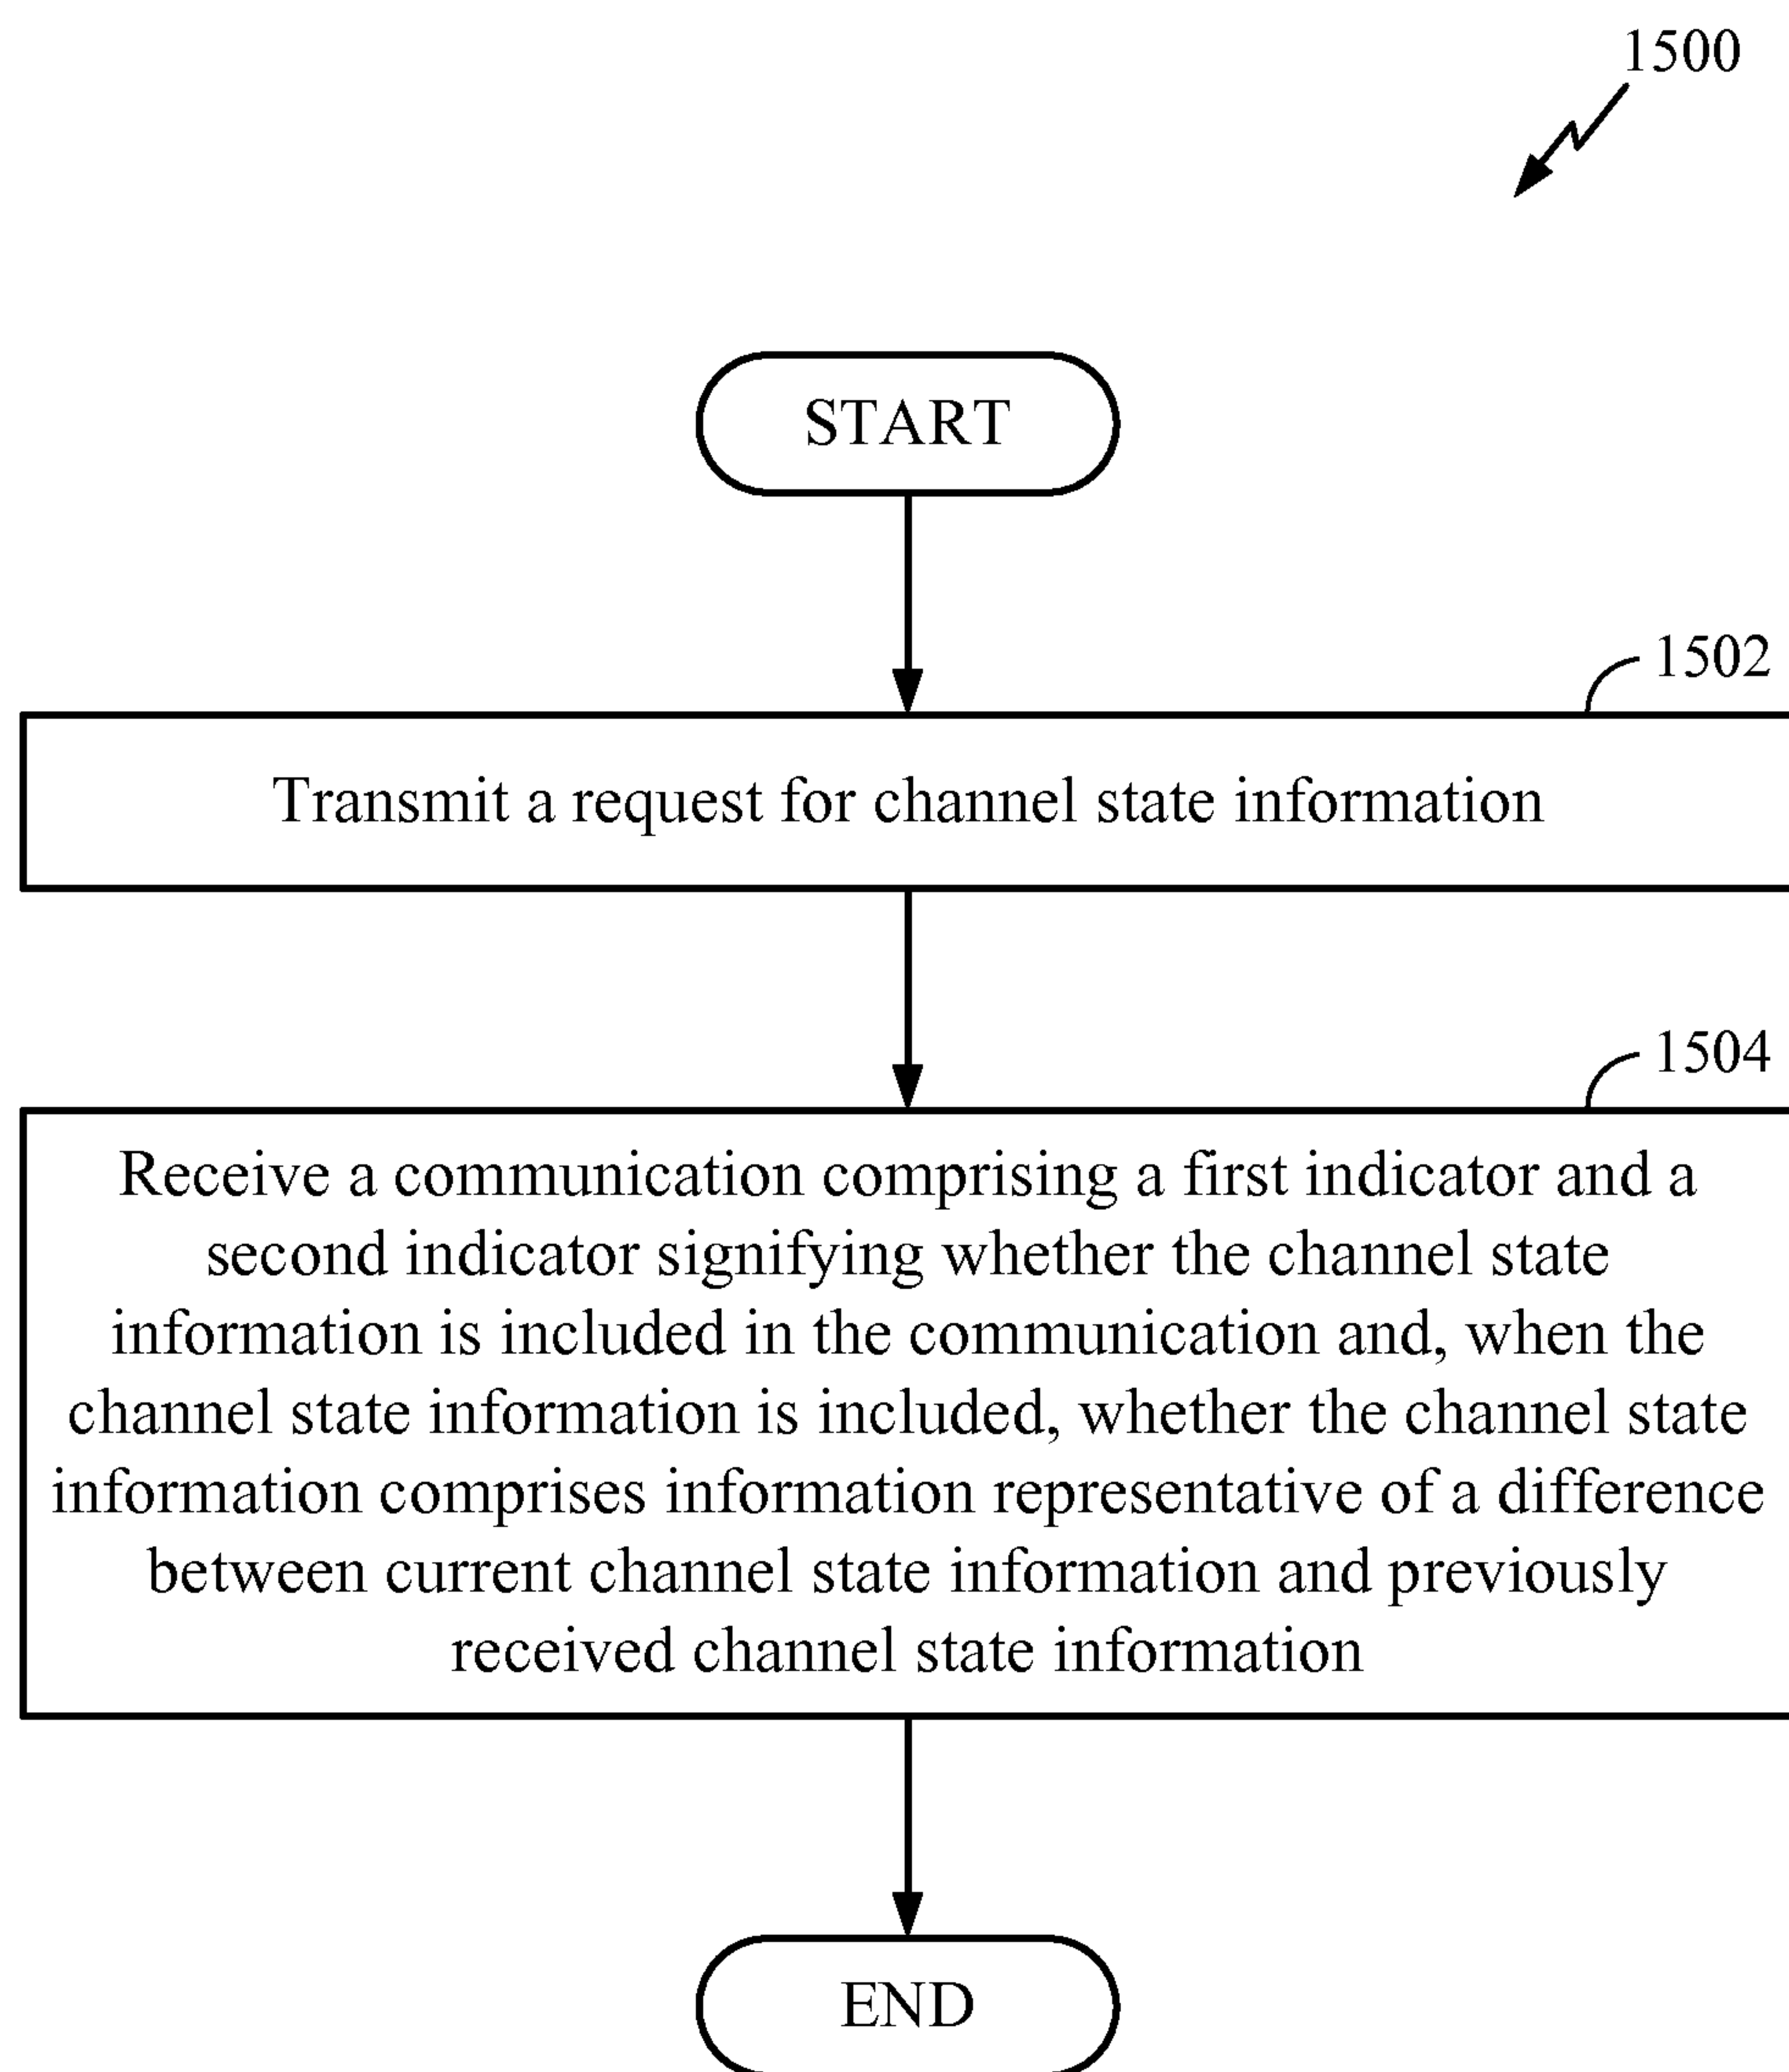 1500
START
1502
Transmit a request for channel state information
1504
Receive a communication comprising a first indicator and a
second indicator signifying whether the channel state
information is included in the communication and, when the
channel state information is included, whether the channel state
information comprises information representative of a difference
between current channel state information and previously
received channel state information
END